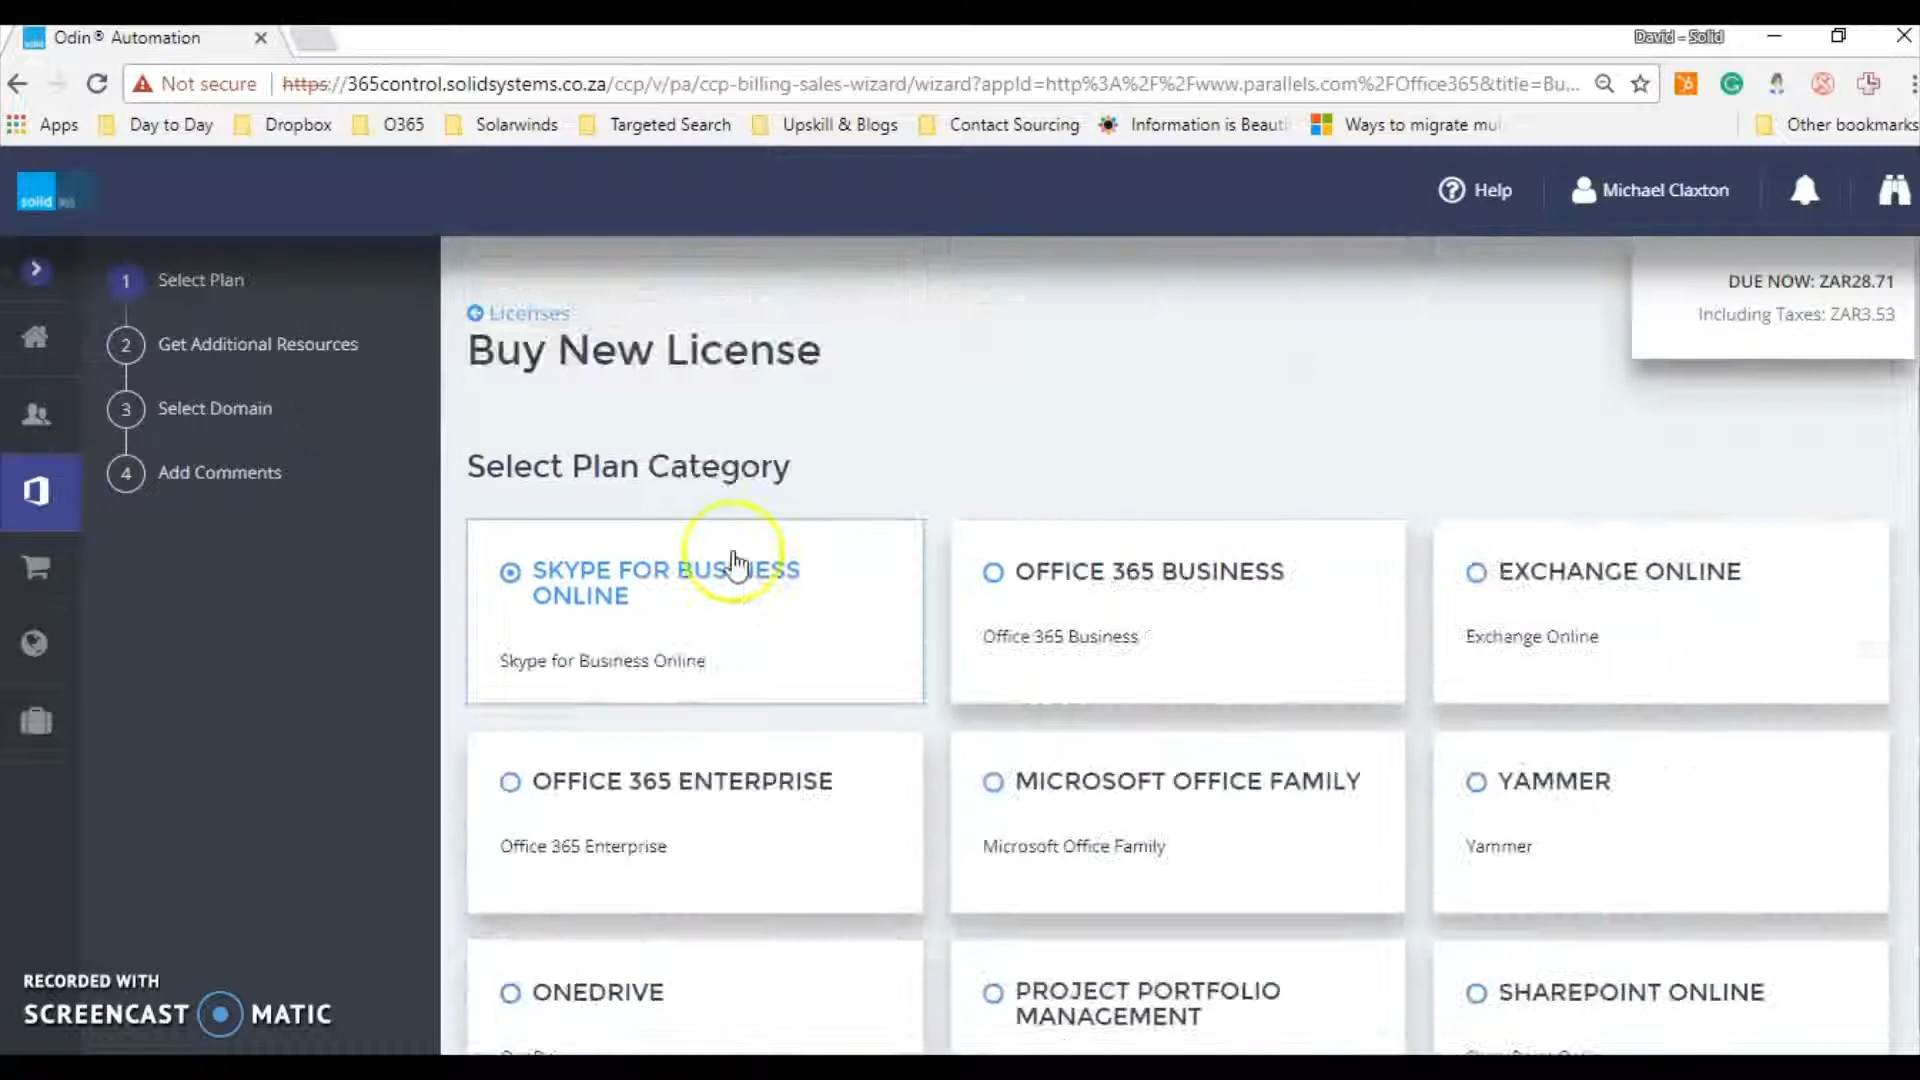 Odin® Automation
David – Solid
Not secure
https://365control.solidsystems.co.za/ccp/v/pa/ccp-billing-sales-wizard/wizard?appId=http%3A%2F%2Fwww.parallels.com%2FOffice365&title=Bu...
Apps
Day to Day
Dropbox
O365
Solarwinds
Targeted Search
Upskill & Blogs
Contact Sourcing
Information is Beauti
Ways to migrate mul
Other bookmarks
solid 365
Help
Michael Claxton
1 Select Plan
2 Get Additional Resources
3 Select Domain
4 Add Comments
DUE NOW: ZAR28.71
Including Taxes: ZAR3.53
Licenses
Buy New License
Select Plan Category
SKYPE FOR BUSINESS
ONLINE
Skype for Business Online
OFFICE 365 BUSINESS
Office 365 Business
EXCHANGE ONLINE
Exchange Online
OFFICE 365 ENTERPRISE
Office 365 Enterprise
MICROSOFT OFFICE FAMILY
Microsoft Office Family
YAMMER
Yammer
ONEDRIVE
PROJECT PORTFOLIO
MANAGEMENT
SHAREPOINT ONLINE
RECORDED WITH
SCREENCAST MATIC